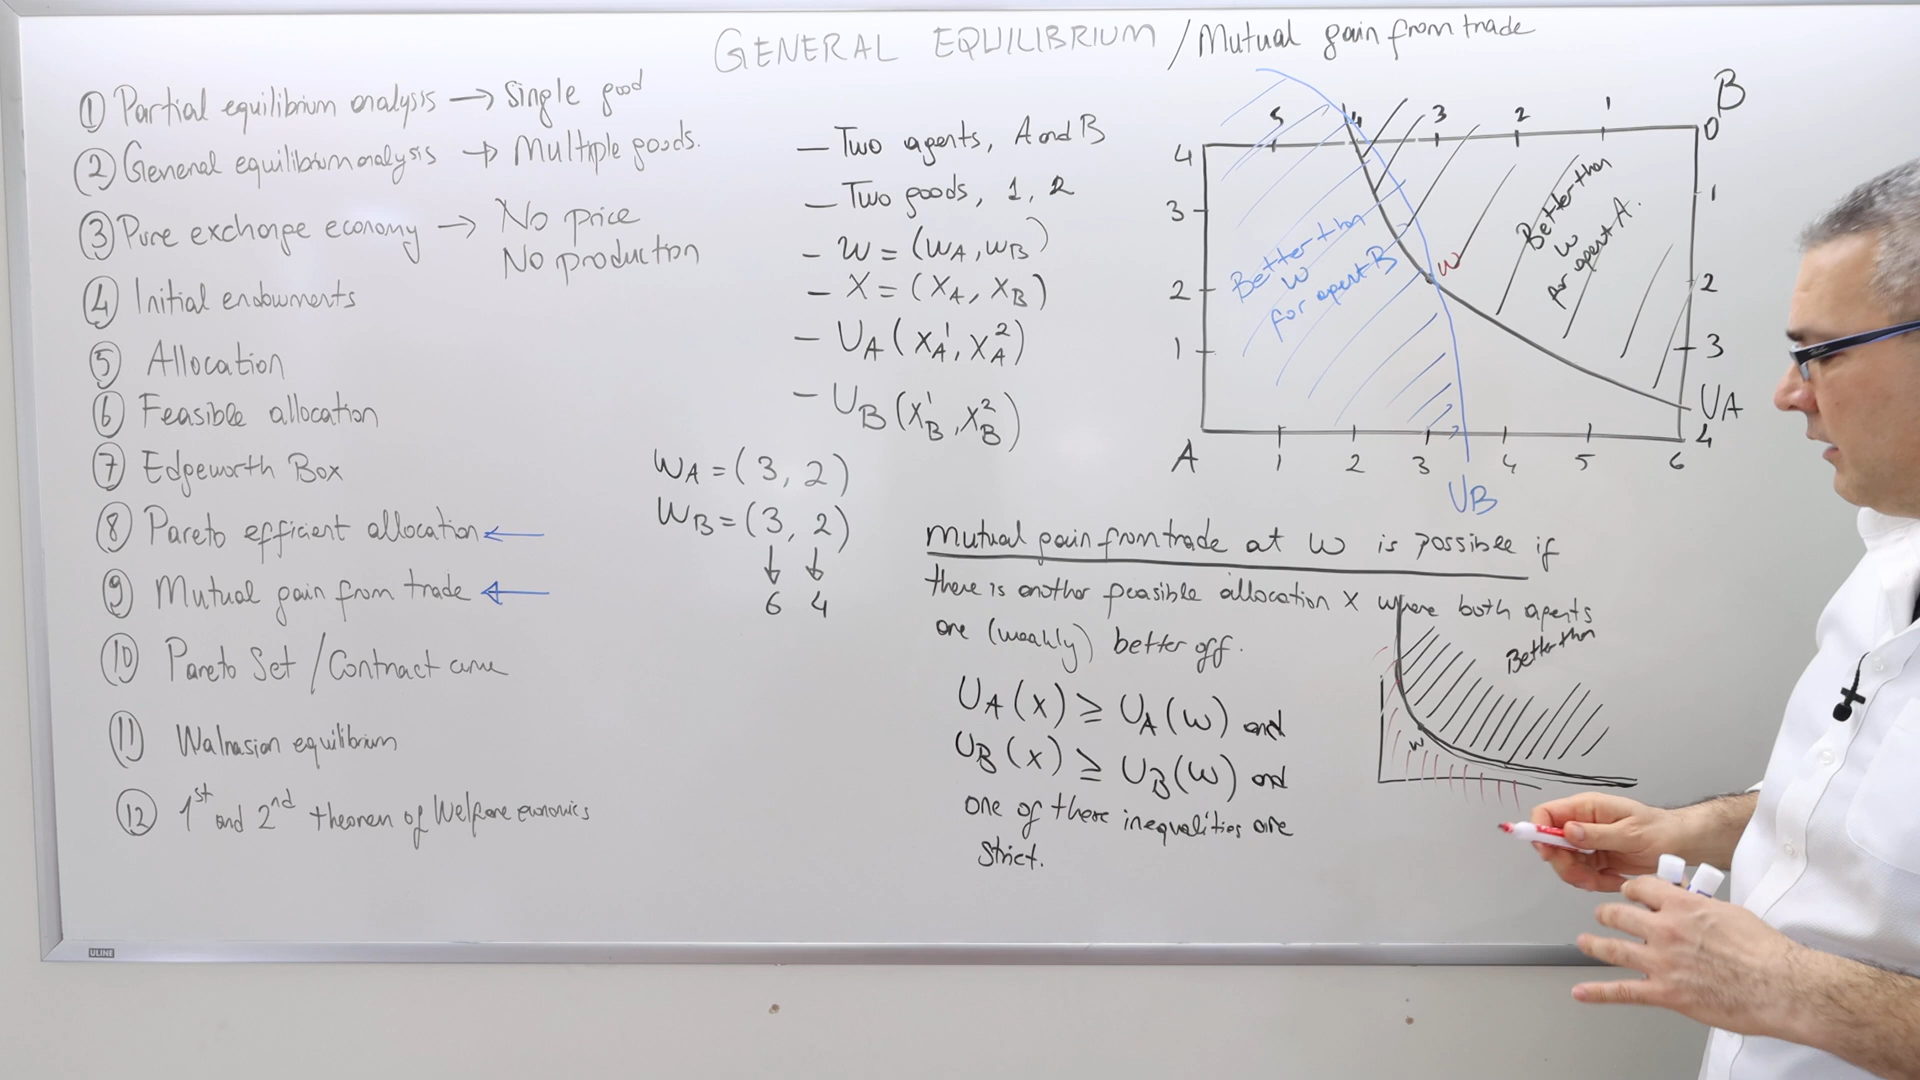 GENERAL EQUILIBRIUM / Mutual gain from trade
① Partial equilibrium analysis → Single good
② General equilibrium analysis → Multiple goods.
③ Pure exchange economy → No price
No production
④ Initial endowments
⑤ Allocation
⑥ Feasible allocation
⑦ Edgeworth Box
⑧ Pareto efficient allocation ←
⑨ Mutual gain from trade ←
⑩ Pareto Set / Contract curve
⑪ Walrasian equilibrium
⑫ 1st and 2nd theorem of Welfare economics
– Two agents, A and B
– Two goods, 1, 2
– w = (wA, wB)
– X = (XA, XB)
– UA (XA¹, XA²)
– UB (XB¹, XB²)
WA = (3, 2)
WB = (3, 2)
↓ ↓
6 4
B
5 4 3 2 1 0
4
3
2
1
1
2
3
4
A 1 2 3 4 5 6
Better than
w
for agent B
w
Better than
w
for agent A.
UA
UB
Mutual gain from trade at w is possible if
there is another feasible allocation X where both agents
are (weakly) better off.
UA (x) ≥ UA (w) and
UB (x) ≥ UB (w) and
one of these inequalities are
strict.
Better than
w
ULINE